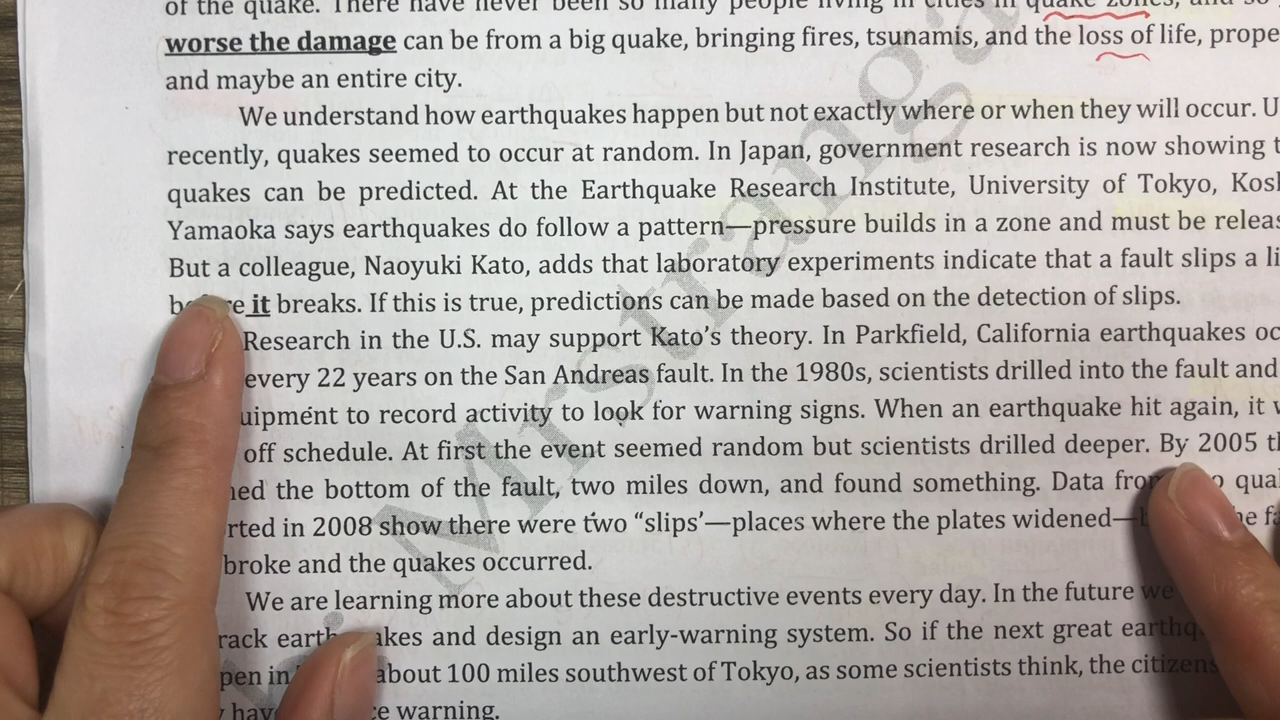 of the quake. There have never been so many people living in cities in quake zones, and so
worse the damage can be from a big quake, bringing fires, tsunamis, and the loss of life, prope
and maybe an entire city.
We understand how earthquakes happen but not exactly where or when they will occur. U
recently, quakes seemed to occur at random. In Japan, government research is now showing t
quakes can be predicted. At the Earthquake Research Institute, University of Tokyo, Kosh
Yamaoka says earthquakes do follow a pattern—pressure builds in a zone and must be releas
But a colleague, Naoyuki Kato, adds that laboratory experiments indicate that a fault slips a li
it breaks. If this is true, predictions can be made based on the detection of slips.
Research in the U.S. may support Kato's theory. In Parkfield, California earthquakes oc
every 22 years on the San Andreas fault. In the 1980s, scientists drilled into the fault and
uipment to record activity to look for warning signs. When an earthquake hit again, it w
off schedule. At first the event seemed random but scientists drilled deeper. By 2005 th
hed the bottom of the fault, two miles down, and found something. Data from qua
rted in 2008 show there were two “slips’—places where the plates widened—
broke and the quakes occurred.
We are learning more about these destructive events every day. In the future we
rack earthquakes and design an early-warning system. So if the next great earthq
pen in about 100 miles southwest of Tokyo, as some scientists think, the citizens
warning.